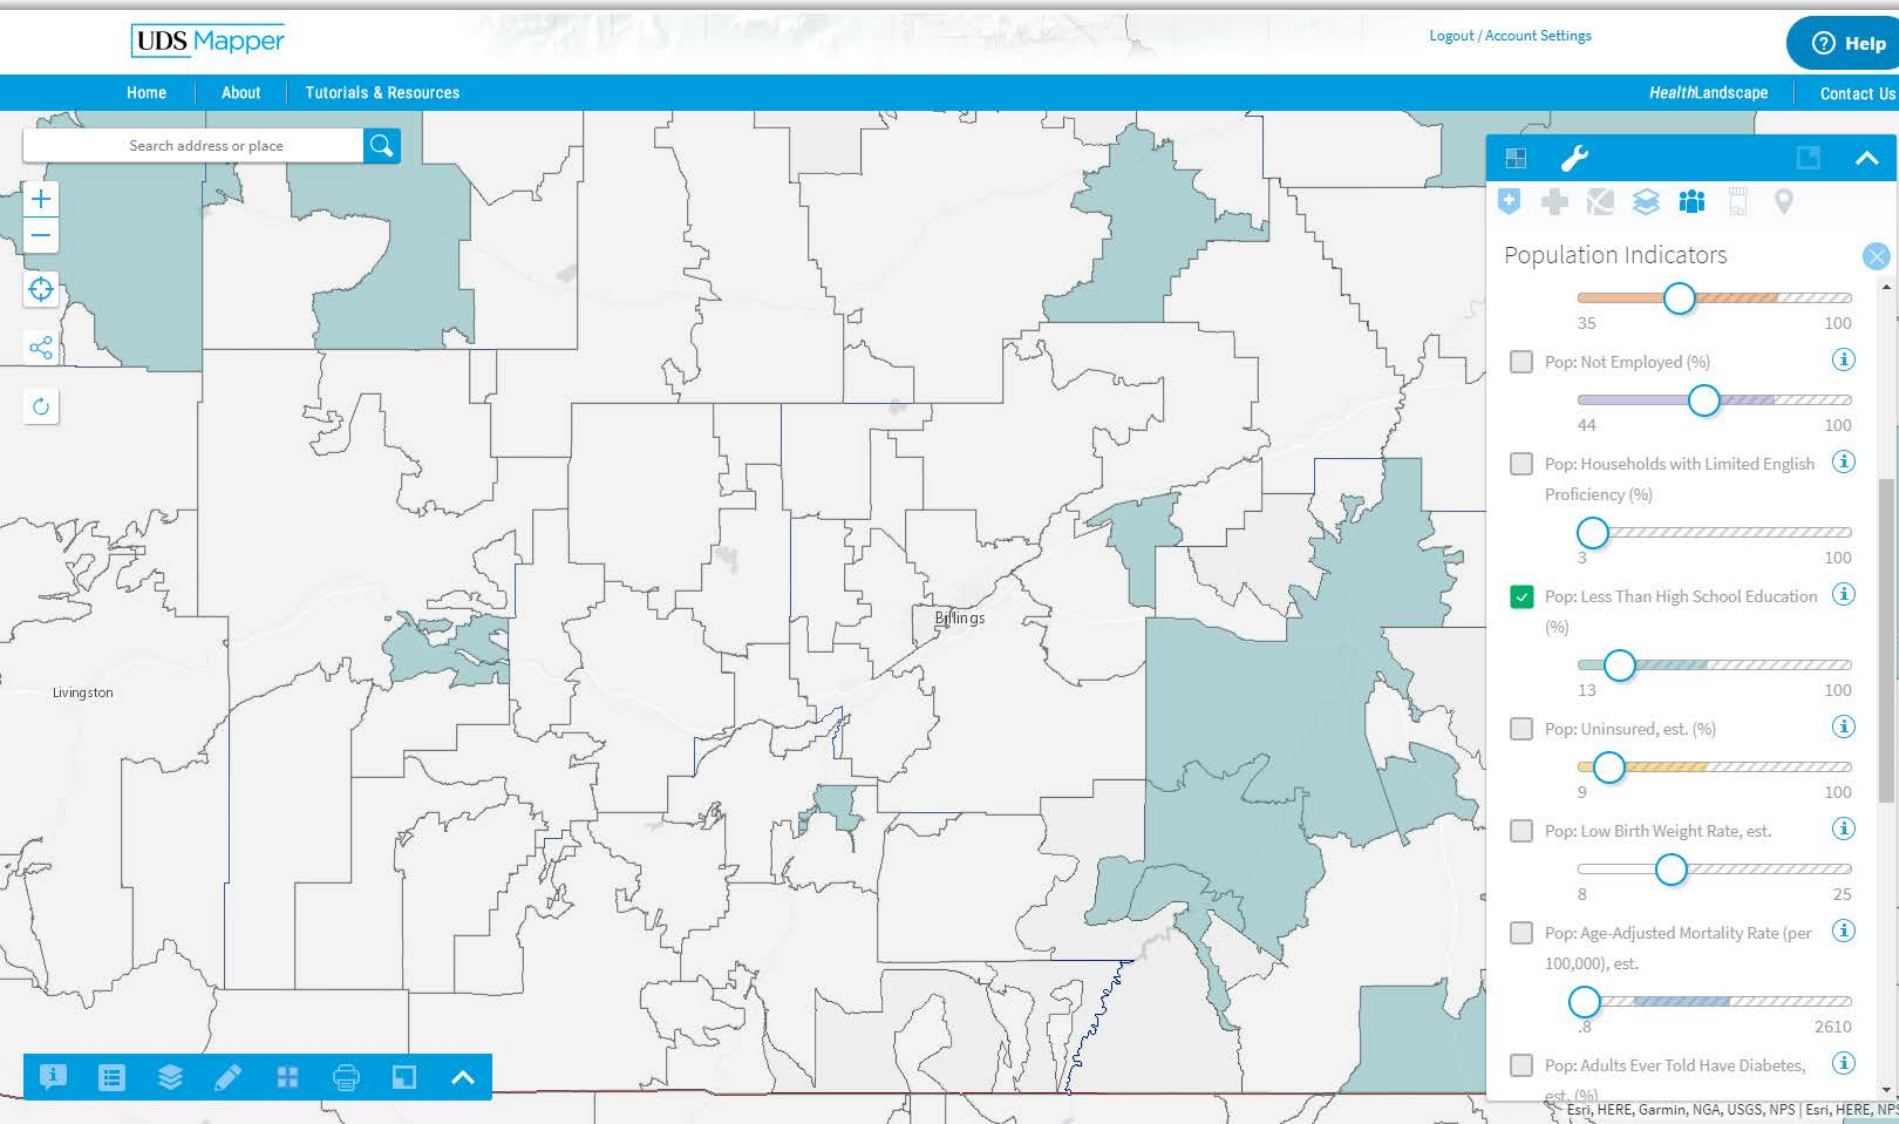 UDS Mapper
Logout / Account Settings
Help
Home
About
Tutorials & Resources
HealthLandscape
Contact Us
Search address or place
Population Indicators
35
100
Pop: Not Employed (%)
44
100
Pop: Households with Limited English
Proficiency (%)
3
100
Pop: Less Than High School Education
(%)
13
100
Pop: Uninsured, est. (%)
9
100
Pop: Low Birth Weight Rate, est.
8
25
Pop: Age-Adjusted Mortality Rate (per
100,000), est.
.8
2610
Pop: Adults Ever Told Have Diabetes,
est. (%)
Billings
Livingston
Esri, HERE, Garmin, NGA, USGS, NPS | Esri, HERE, NPS